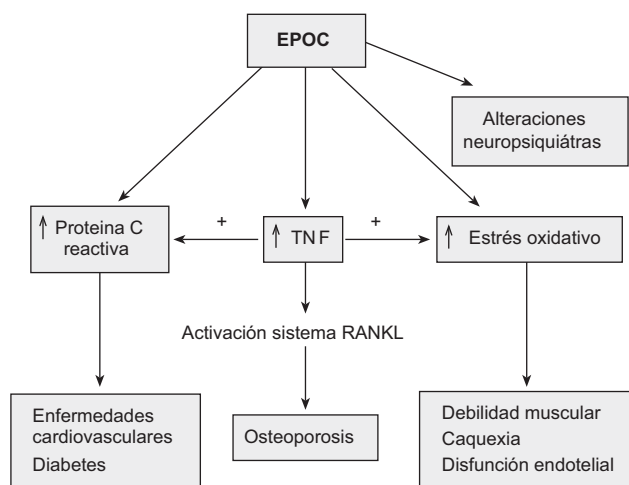 EPOC
Alteraciones
neuropsiquiátras
↑ Proteina C
reactiva
+
↑ TNF
+
↑ Estrés oxidativo
Activación sistema RANKL
Enfermedades
cardiovasculares
Diabetes
Osteoporosis
Debilidad muscular
Caquexia
Disfunción endotelial